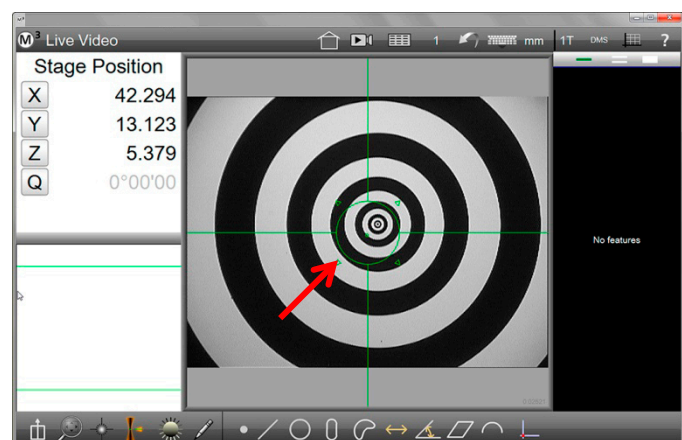 M³ Live Video
1
mm
1T
DMS
?
Stage Position
X 42.294
Y 13.123
Z 5.379
Q 0°00'00
No features